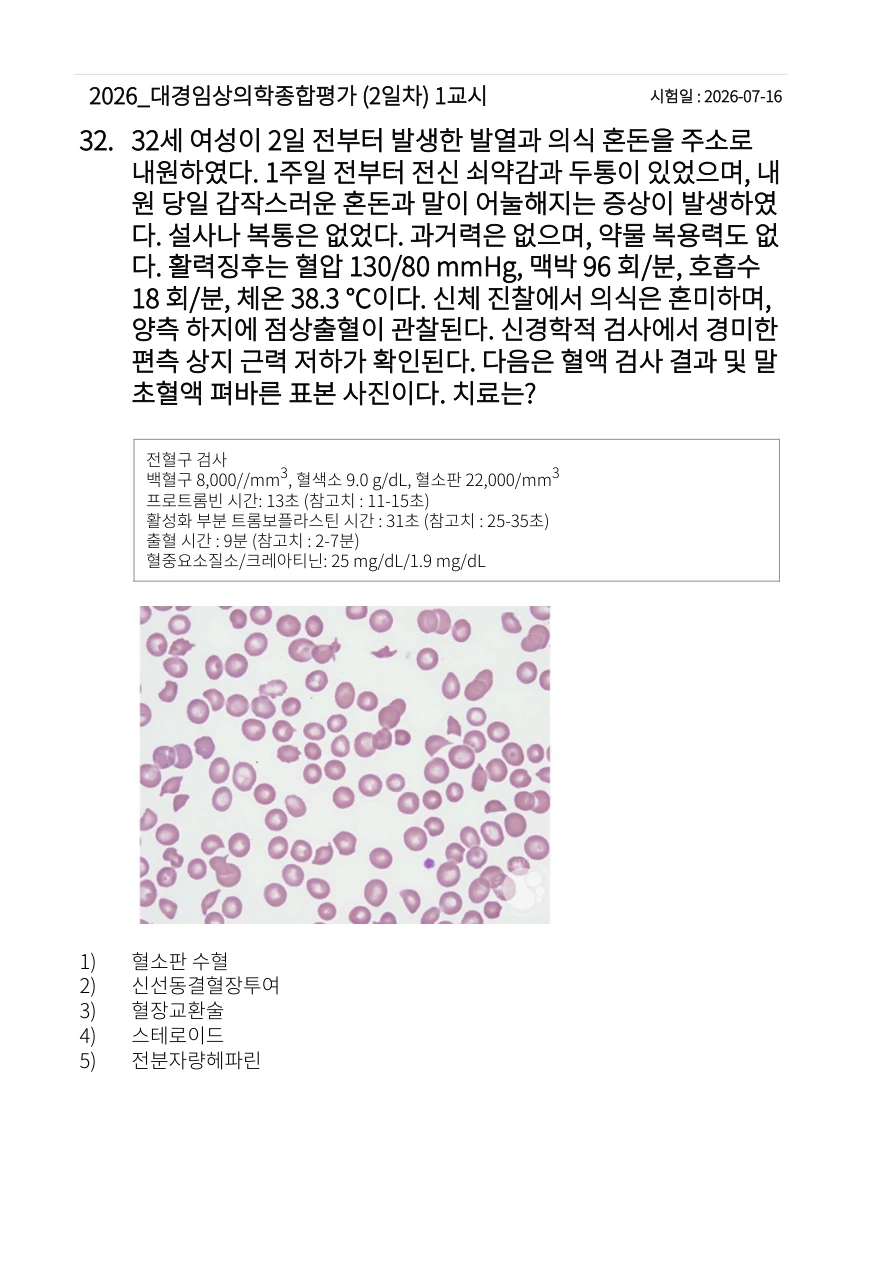 2026_대경임상의학종합평가 (2일차) 1교시
시험일 : 2026-07-16
32. 32세 여성이 2일 전부터 발생한 발열과 의식 혼돈을 주소로
내원하였다. 1주일 전부터 전신 쇠약감과 두통이 있었으며, 내
원 당일 갑작스러운 혼돈과 말이 어눌해지는 증상이 발생하였
다. 설사나 복통은 없었다. 과거력은 없으며, 약물 복용력도 없
다. 활력징후는 혈압 130/80 mmHg, 맥박 96 회/분, 호흡수
18 회/분, 체온 38.3 ℃이다. 신체 진찰에서 의식은 혼미하며,
양측 하지에 점상출혈이 관찰된다. 신경학적 검사에서 경미한
편측 상지 근력 저하가 확인된다. 다음은 혈액 검사 결과 및 말
초혈액 펴바른 표본 사진이다. 치료는?
전혈구 검사
백혈구 8,000//mm3, 혈색소 9.0 g/dL, 혈소판 22,000/mm3
프로트롬빈 시간: 13초 (참고치 : 11-15초)
활성화 부분 트롬보플라스틴 시간 : 31초 (참고치 : 25-35초)
출혈 시간 : 9분 (참고치 : 2-7분)
혈중요소질소/크레아티닌: 25 mg/dL/1.9 mg/dL
1) 혈소판 수혈
2) 신선동결혈장투여
3) 혈장교환술
4) 스테로이드
5) 전분자량헤파린